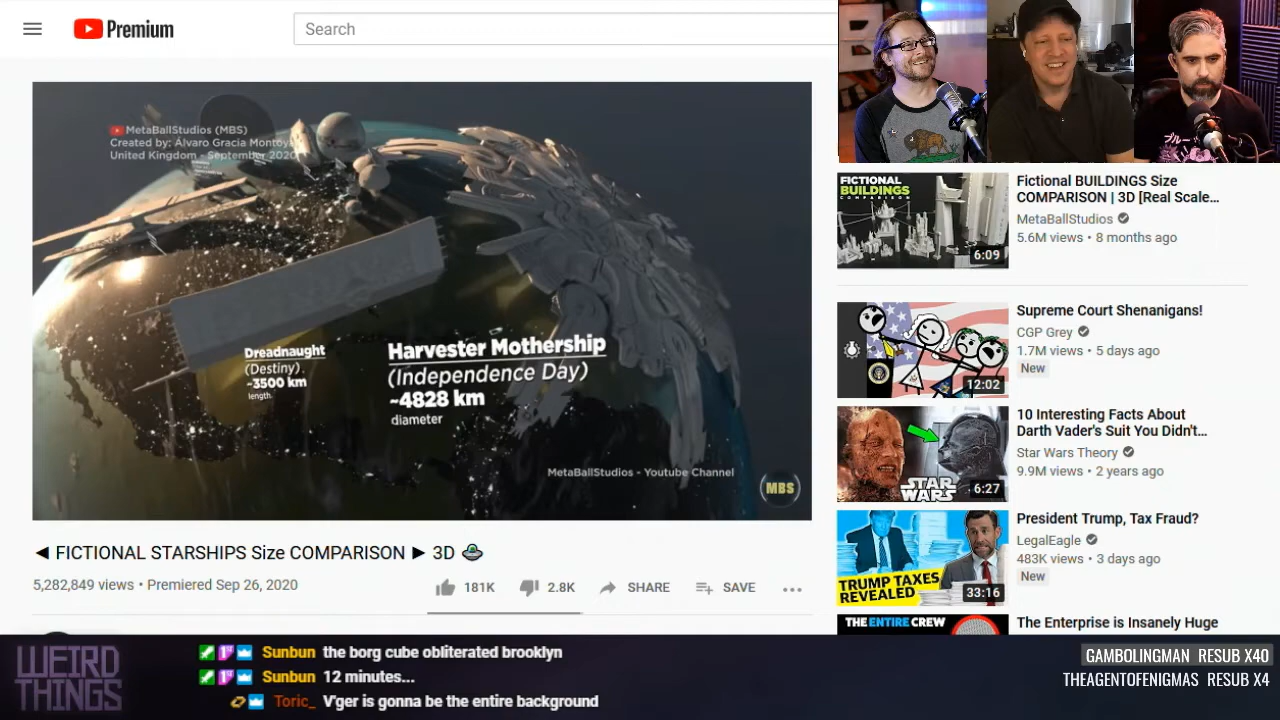 Premium
Search
MetaBallStudios (MBS)
Created by: Álvaro Gracia Montoya
United Kingdom - September 2020
Dreadnaught
(Destiny)
~3500 km
length.
Harvester Mothership
(Independence Day)
~4828 km
diameter
MetaBallStudios - Youtube Channel
MBS
◄ FICTIONAL STARSHIPS Size COMPARISON ► 3D 🛸
5,282,849 views • Premiered Sep 26, 2020
181K
2.8K
SHARE
SAVE
FICTIONAL
BUILDINGS
COMPARISON
6:09
Fictional BUILDINGS Size
COMPARISON | 3D [Real Scale...
MetaBallStudios
5.6M views • 8 months ago
12:02
Supreme Court Shenanigans!
CGP Grey
1.7M views • 5 days ago
New
STAR
WARS
6:27
10 Interesting Facts About
Darth Vader's Suit You Didn't...
Star Wars Theory
9.9M views • 2 years ago
TRUMP TAXES
REVEALED
33:16
President Trump, Tax Fraud?
LegalEagle
483K views • 3 days ago
New
THE ENTIRE CREW
The Enterprise is Insanely Huge
WEIRD
THINGS
Sunbun the borg cube obliterated brooklyn
Sunbun 12 minutes...
Toric_ V'ger is gonna be the entire background
GAMBOLINGMAN RESUB X40
THEAGENTOFENIGMAS RESUB X4